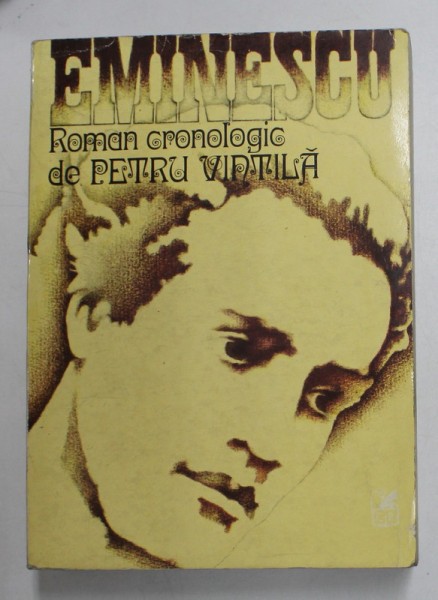 EMINESCU
Roman cronologic
de PETRU VINTILĂ